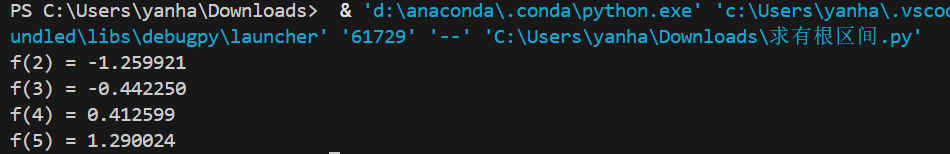 PS C:\Users\yanha\Downloads>  & 'd:\anaconda\.conda\python.exe' 'c:\Users\yanha\.vsco
undled\libs\debugpy\launcher' '61729' '--' 'C:\Users\yanha\Downloads\求有根区间.py'
f(2) = -1.259921
f(3) = -0.442250
f(4) = 0.412599
f(5) = 1.290024